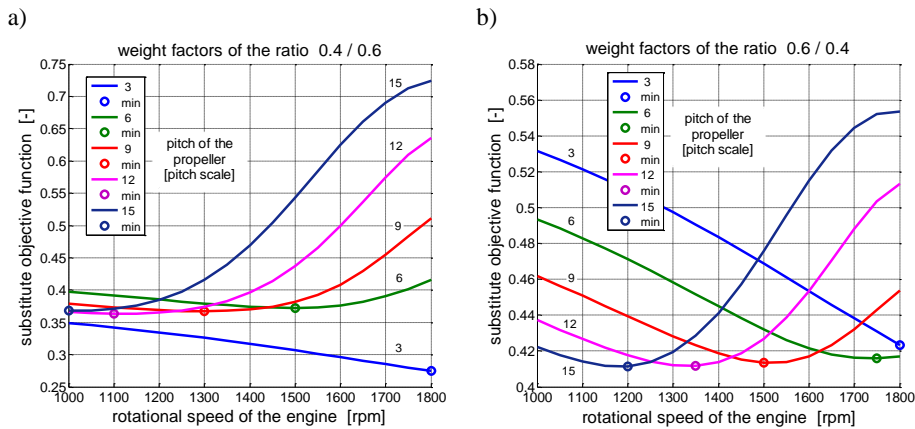 a)
weight factors of the ratio 0.4 / 0.6
substitute objective function [-]
0.75
0.7
0.65
0.6
0.55
0.5
0.45
0.4
0.35
0.3
0.25
3
min
6
min
9
min
12
min
15
min
pitch of the
propeller
[pitch scale]
15
12
9
6
3
1000 1100 1200 1300 1400 1500 1600 1700 1800
rotational speed of the engine [rpm]
b)
weight factors of the ratio 0.6 / 0.4
substitute objective function [-]
0.58
0.56
0.54
0.52
0.5
0.48
0.46
0.44
0.42
0.4
3
min
6
min
9
min
12
min
15
min
pitch of the
propeller
[pitch scale]
3
6
9
12
15
1000 1100 1200 1300 1400 1500 1600 1700 1800
rotational speed of the engine [rpm]